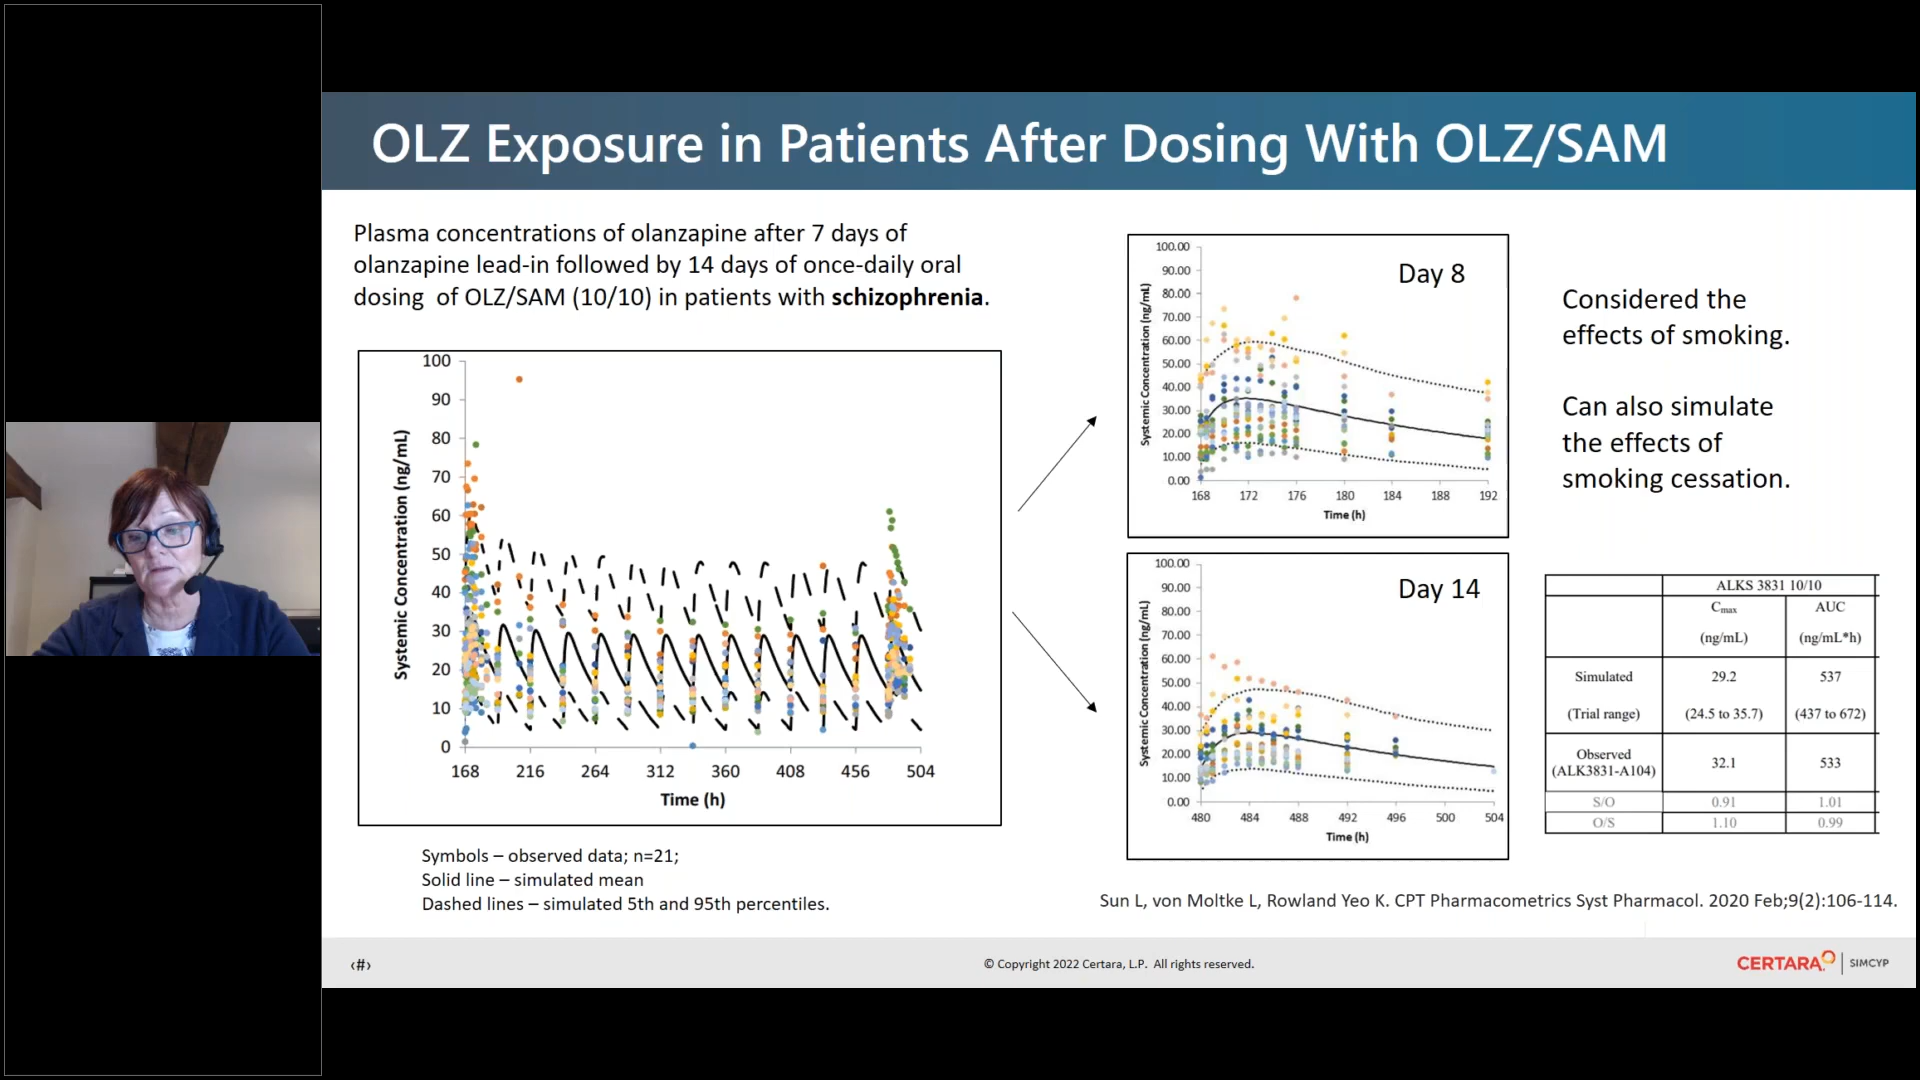 OLZ Exposure in Patients After Dosing With OLZ/SAM
Plasma concentrations of olanzapine after 7 days of
olanzapine lead-in followed by 14 days of once-daily oral
dosing of OLZ/SAM (10/10) in patients with schizophrenia.
100
90
80
70
60
50
40
30
20
10
0
Systemic Concentration (ng/mL)
168 216 264 312 360 408 456 504
Time (h)
Symbols – observed data; n=21;
Solid line – simulated mean
Dashed lines – simulated 5th and 95th percentiles.
Day 8
100.00
90.00
80.00
70.00
60.00
50.00
40.00
30.00
20.00
10.00
0.00
Systemic Concentration (ng/mL)
168 172 176 180 184 188 192
Time (h)
Day 14
100.00
90.00
80.00
70.00
60.00
50.00
40.00
30.00
20.00
10.00
0.00
Systemic Concentration (ng/mL)
480 484 488 492 496 500 504
Time (h)
Considered the
effects of smoking.
Can also simulate
the effects of
smoking cessation.
ALKS 3831 10/10
Cmax AUC
(ng/mL) (ng/mL*h)
Simulated 29.2 537
(Trial range) (24.5 to 35.7) (437 to 672)
Observed
(ALK3831-A104) 32.1 533
S/O 0.91 1.01
O/S 1.10 0.99
Sun L, von Moltke L, Rowland Yeo K. CPT Pharmacometrics Syst Pharmacol. 2020 Feb;9(2):106-114.
‹#›
© Copyright 2022 Certara, L.P. All rights reserved.
CERTARA | SIMCYP